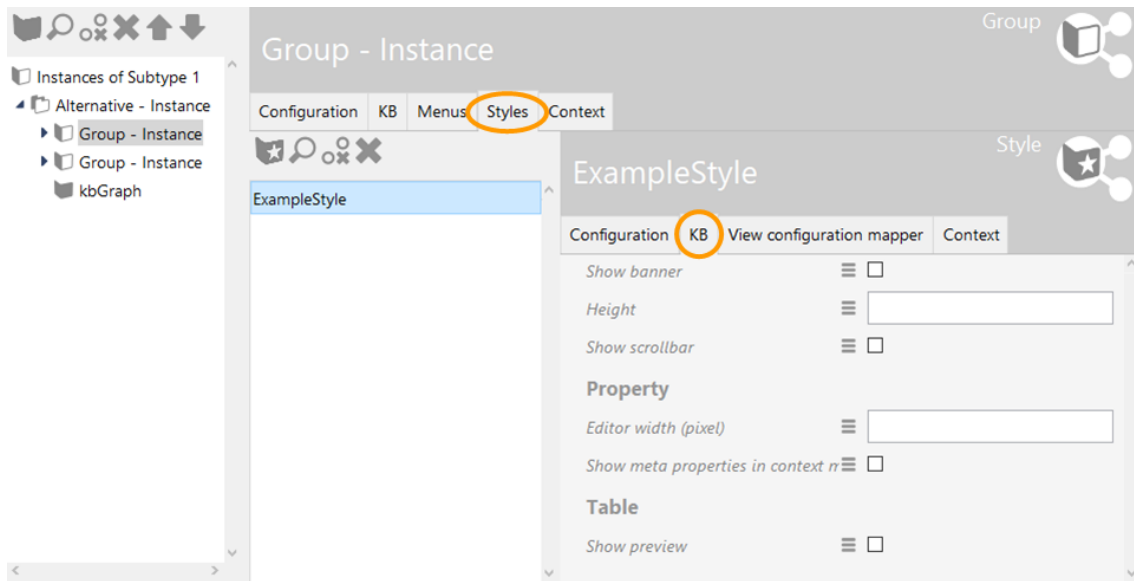 Group
Group - Instance
Instances of Subtype 1
Alternative - Instance
Group - Instance
Group - Instance
kbGraph
Configuration KB Menus Styles Context
Style
ExampleStyle
ExampleStyle
Configuration KB View configuration mapper Context
Show banner
Height
Show scrollbar
Property
Editor width (pixel)
Show meta properties in context
Table
Show preview